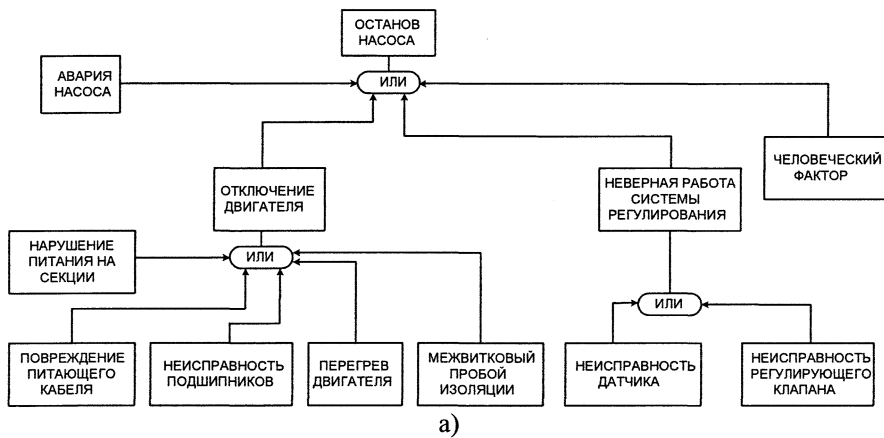 ОСТАНОВ
НАСОСА
АВАРИЯ
НАСОСА
ИЛИ
ЧЕЛОВЕЧЕСКИЙ
ФАКТОР
ОТКЛЮЧЕНИЕ
ДВИГАТЕЛЯ
НЕВЕРНАЯ РАБОТА
СИСТЕМЫ
РЕГУЛИРОВАНИЯ
НАРУШЕНИЕ
ПИТАНИЯ НА
СЕКЦИИ
ИЛИ
ИЛИ
ПОВРЕЖДЕНИЕ
ПИТАЮЩЕГО
КАБЕЛЯ
НЕИСПРАВНОСТЬ
ПОДШИПНИКОВ
ПЕРЕГРЕВ
ДВИГАТЕЛЯ
МЕЖВИТКОВЫЙ
ПРОБОЙ
ИЗОЛЯЦИИ
НЕИСПРАВНОСТЬ
ДАТЧИКА
НЕИСПРАВНОСТЬ
РЕГУЛИРУЮЩЕГО
КЛАПАНА
а)